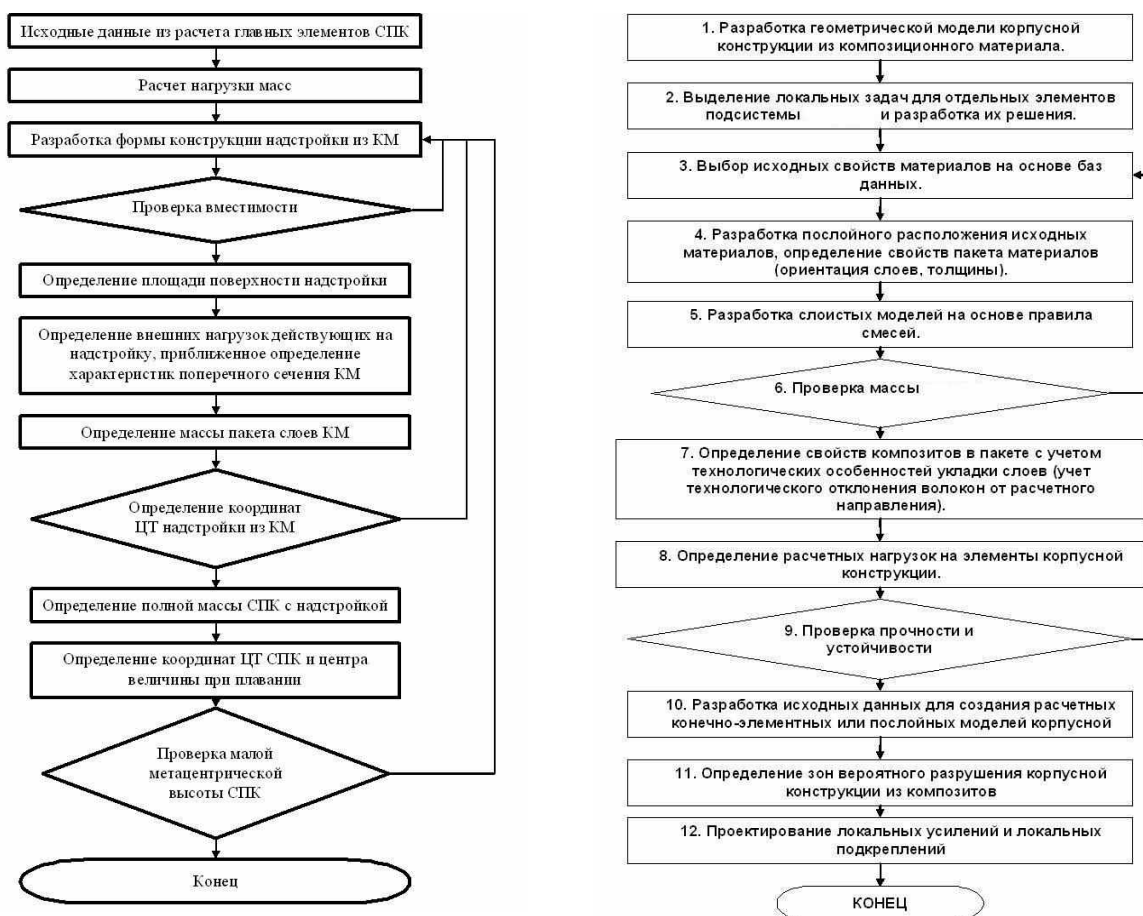 Исходные данные из расчета главных элементов СПК
Расчет нагрузки масс
Разработка формы конструкции надстройки из КМ
Проверка вместимости
Определение площади поверхности надстройки
Определение внешних нагрузок действующих
на надстройку, приближенное определение
характеристик поперечного сечения КМ
Определение массы пакета слоев КМ
Определение координат
ЦТ надстройки из КМ
Определение полной массы СПК с надстройкой
Определение координат ЦТ СПК и центра
величины при плавании
Проверка малой
метацентрической
высоты СПК
Конец
1. Разработка геометрической модели корпусной
конструкции из композиционного материала.
2. Выделение локальных задач для отдельных элементов
подсистемы и разработка их решения.
3. Выбор исходных свойств материалов на основе баз
данных.
4. Разработка послойного расположения исходных
материалов, определение свойств пакета материалов
(ориентация слоев, толщины).
5. Разработка слоистых моделей на основе правила
смесей.
6. Проверка массы
7. Определение свойств композитов в пакете с учетом
технологических особенностей укладки слоев (учет
технологического отклонения волокон от расчетного
направления).
8. Определение расчетных нагрузок на элементы корпусной
конструкции.
9. Проверка прочности и
устойчивости
10. Разработка исходных данных для создания расчетных
конечно-элементных или послойных моделей корпусной
11. Определение зон вероятного разрушения корпусной
конструкции из композитов
12. Проектирование локальных усилений и локальных
подкреплений
КОНЕЦ